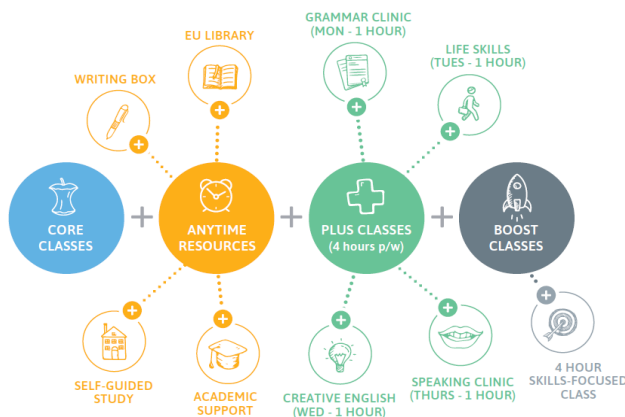 GRAMMAR CLINIC
(MON - 1 HOUR)
EU LIBRARY
LIFE SKILLS
(TUES - 1 HOUR)
WRITING BOX
CORE
CLASSES
ANYTIME
RESOURCES
PLUS CLASSES
(4 hours p/w)
BOOST
CLASSES
SELF-GUIDED
STUDY
ACADEMIC
SUPPORT
CREATIVE ENGLISH
(WED - 1 HOUR)
SPEAKING CLINIC
(THURS - 1 HOUR)
4 HOUR
SKILLS-FOCUSED
CLASS